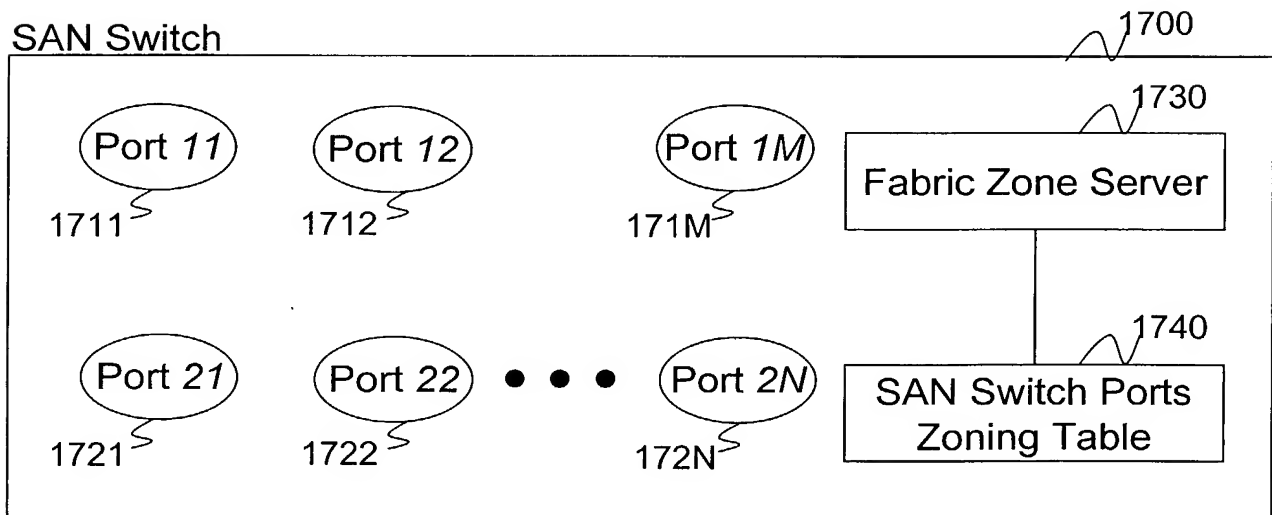 1700
SAN Switch
1730
Port 11
Port 12
Port 1M
Fabric Zone Server
1711
1712
171M
1740
Port 21
Port 22
Port 2N
SAN Switch Ports
Zoning Table
1721
1722
172N